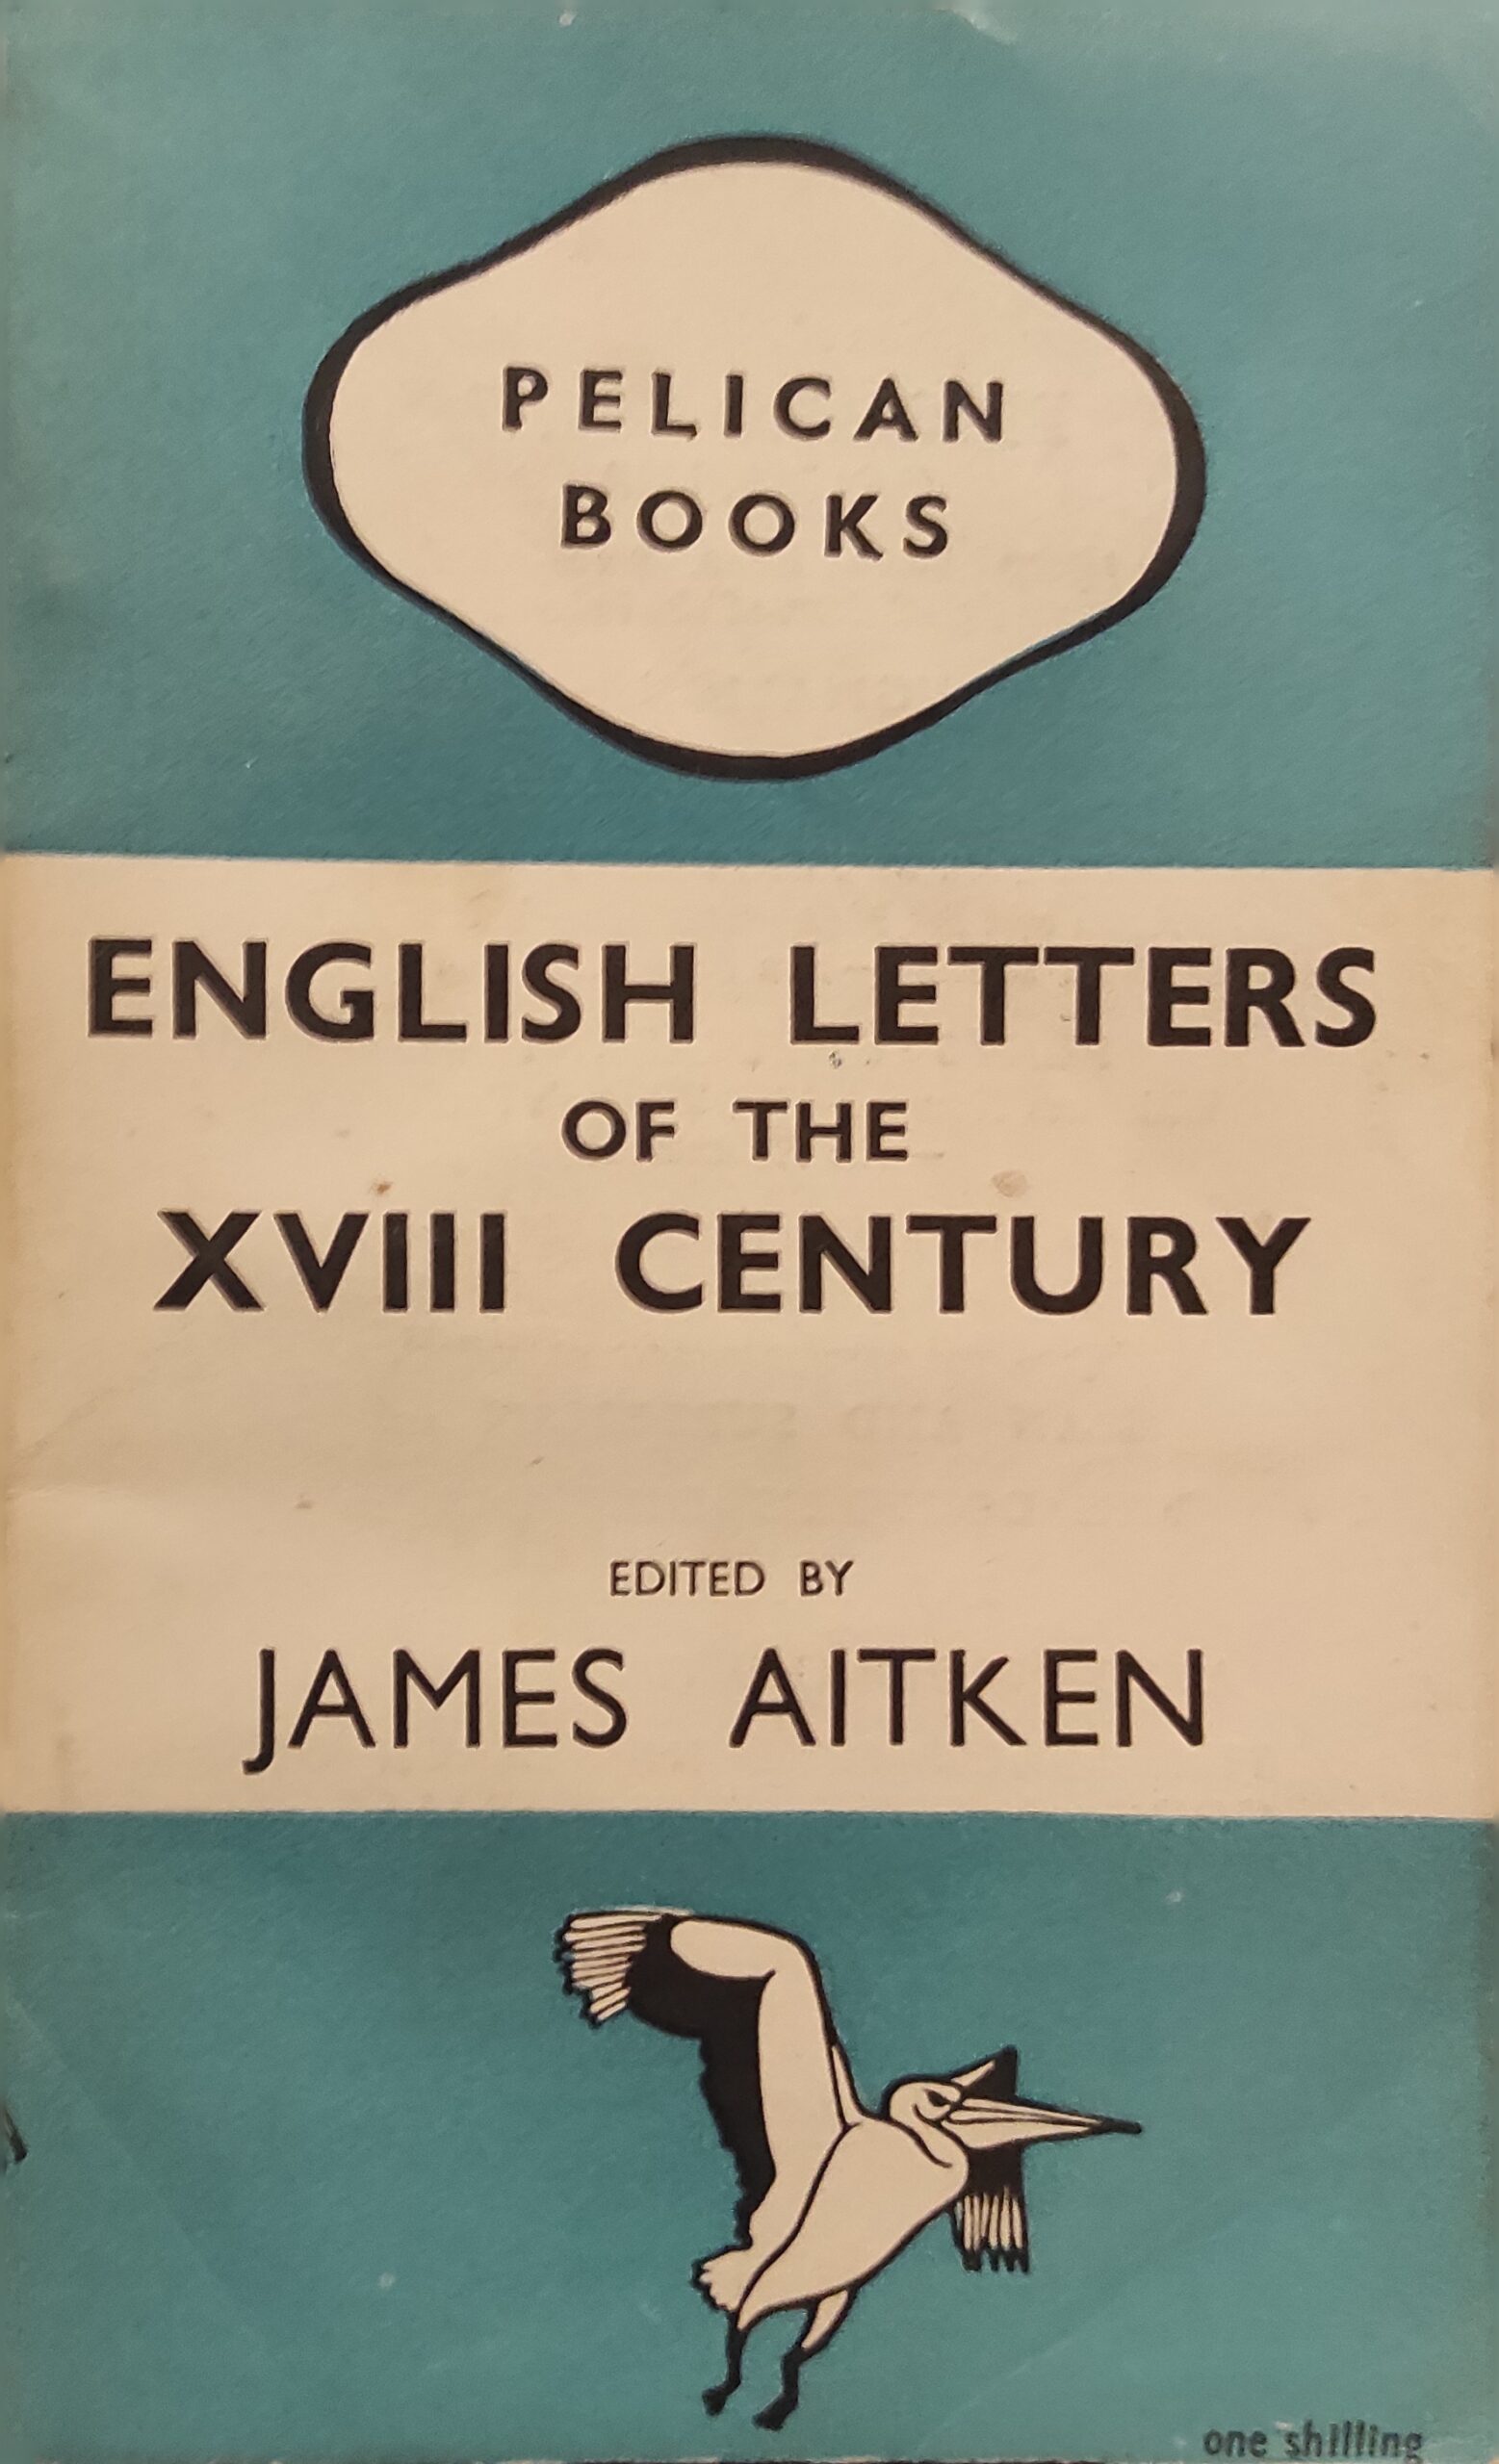 PELICAN
BOOKS
ENGLISH LETTERS
OF THE
XVIII CENTURY
EDITED BY
JAMES AITKEN
one shilling